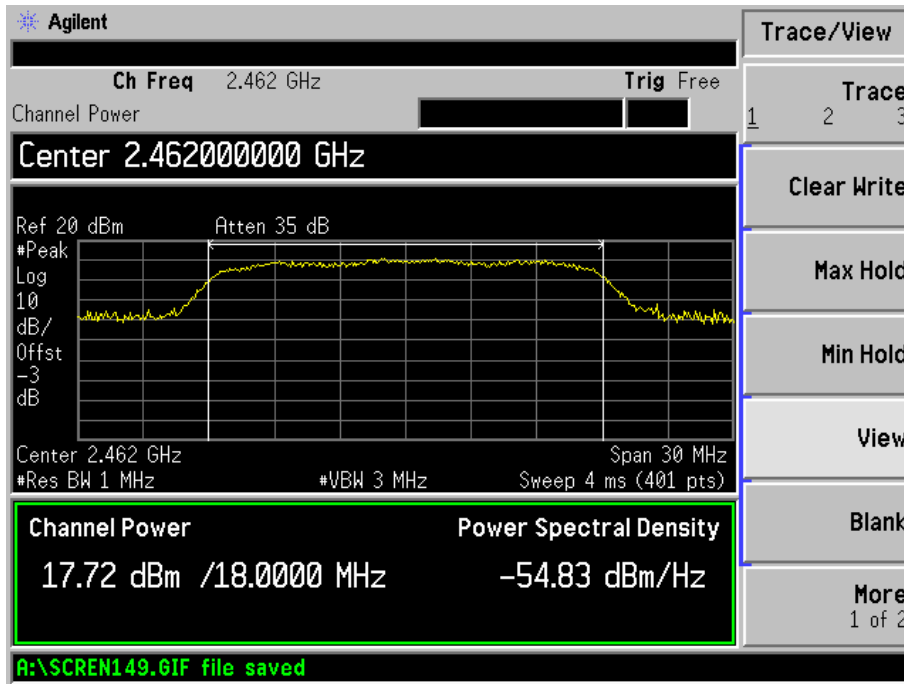 Agilent
Trace/View
Ch Freq 2.462 GHz Trig Free
Channel Power
Trace
1 2 3
Center 2.462000000 GHz
Clear Write
Ref 20 dBm Atten 35 dB
#Peak
Log
10
dB/
Offst
-3
dB
Max Hold
Min Hold
Center 2.462 GHz Span 30 MHz
#Res BW 1 MHz #VBW 3 MHz Sweep 4 ms (401 pts)
View
Channel Power Power Spectral Density
17.72 dBm /18.0000 MHz -54.83 dBm/Hz
Blank
More
1 of 2
A:\SCREN149.GIF file saved